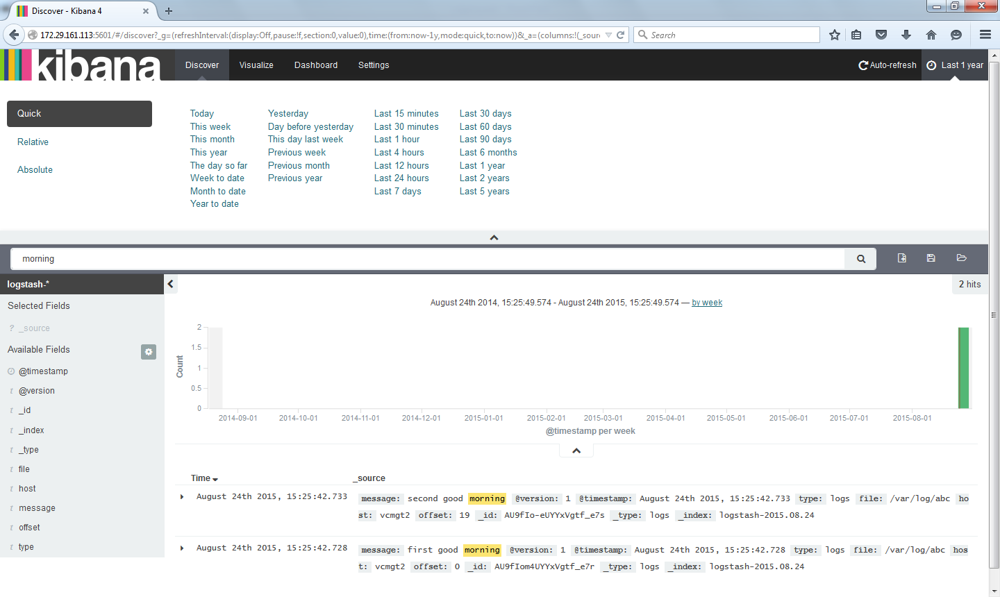 Discover - Kibana 4
172.29.161.113:5601/#/discover?_g=(refreshInterval:(display:Off,pause:!f,section:0,value:0),time:(from:now-1y,mode:quick,to:now))&_a=(columns:!(_sour
Search
kibana
Discover
Visualize
Dashboard
Settings
Auto-refresh
Last 1 year
Quick
Relative
Absolute
Today
This week
This month
This year
The day so far
Week to date
Month to date
Year to date
Yesterday
Day before yesterday
This day last week
Previous week
Previous month
Previous year
Last 15 minutes
Last 30 minutes
Last 1 hour
Last 4 hours
Last 12 hours
Last 24 hours
Last 7 days
Last 30 days
Last 60 days
Last 90 days
Last 6 months
Last 1 year
Last 2 years
Last 5 years
morning
logstash-*
2 hits
Selected Fields
? _source
Available Fields
@timestamp
t @version
t _id
t _index
t _type
t file
t host
t message
t offset
t type
August 24th 2014, 15:25:49.574 - August 24th 2015, 15:25:49.574 — by week
Count
2
1.5
1
0.5
0
2014-09-01 2014-10-01 2014-11-01 2014-12-01 2015-01-01 2015-02-01 2015-03-01 2015-04-01 2015-05-01 2015-06-01 2015-07-01 2015-08-01
@timestamp per week
Time _source
August 24th 2015, 15:25:42.733 message: second good morning @version: 1 @timestamp: August 24th 2015, 15:25:42.733 type: logs file: /var/log/abc ho
st: vcmgt2 offset: 19 _id: AU9fIo-eUYYxVgtf_e7s _type: logs _index: logstash-2015.08.24
August 24th 2015, 15:25:42.728 message: first good morning @version: 1 @timestamp: August 24th 2015, 15:25:42.728 type: logs file: /var/log/abc hos
t: vcmgt2 offset: 0 _id: AU9fIom4UYYxVgtf_e7r _type: logs _index: logstash-2015.08.24